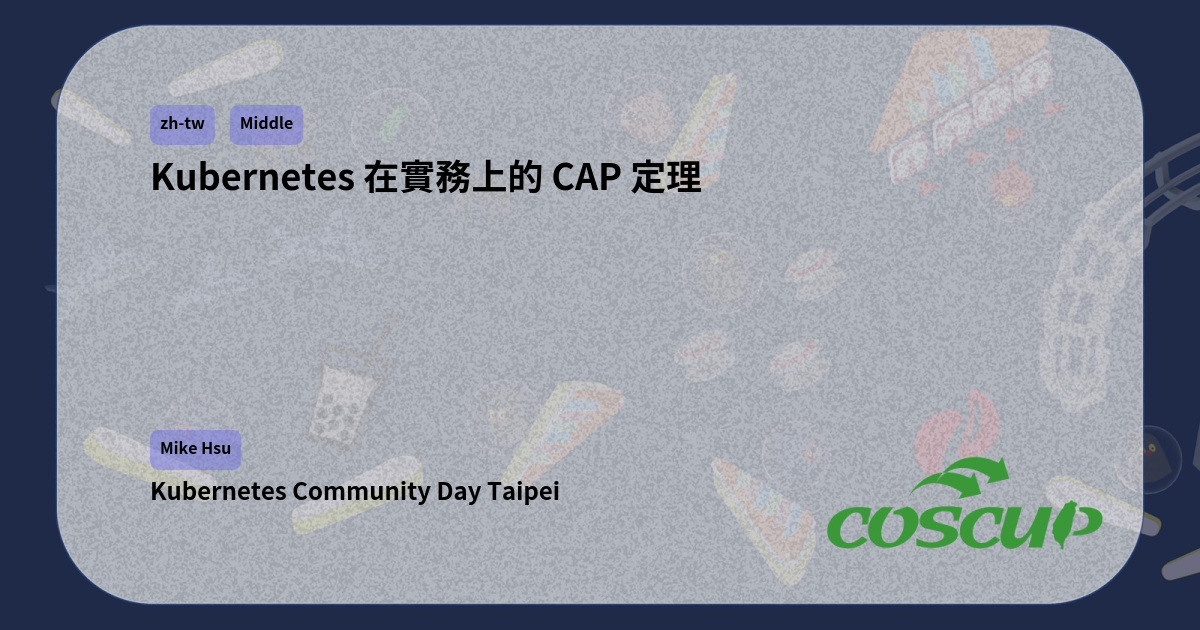 zh-tw Middle
Kubernetes 在實務上的 CAP 定理
Mike Hsu
Kubernetes Community Day Taipei
COSCUP